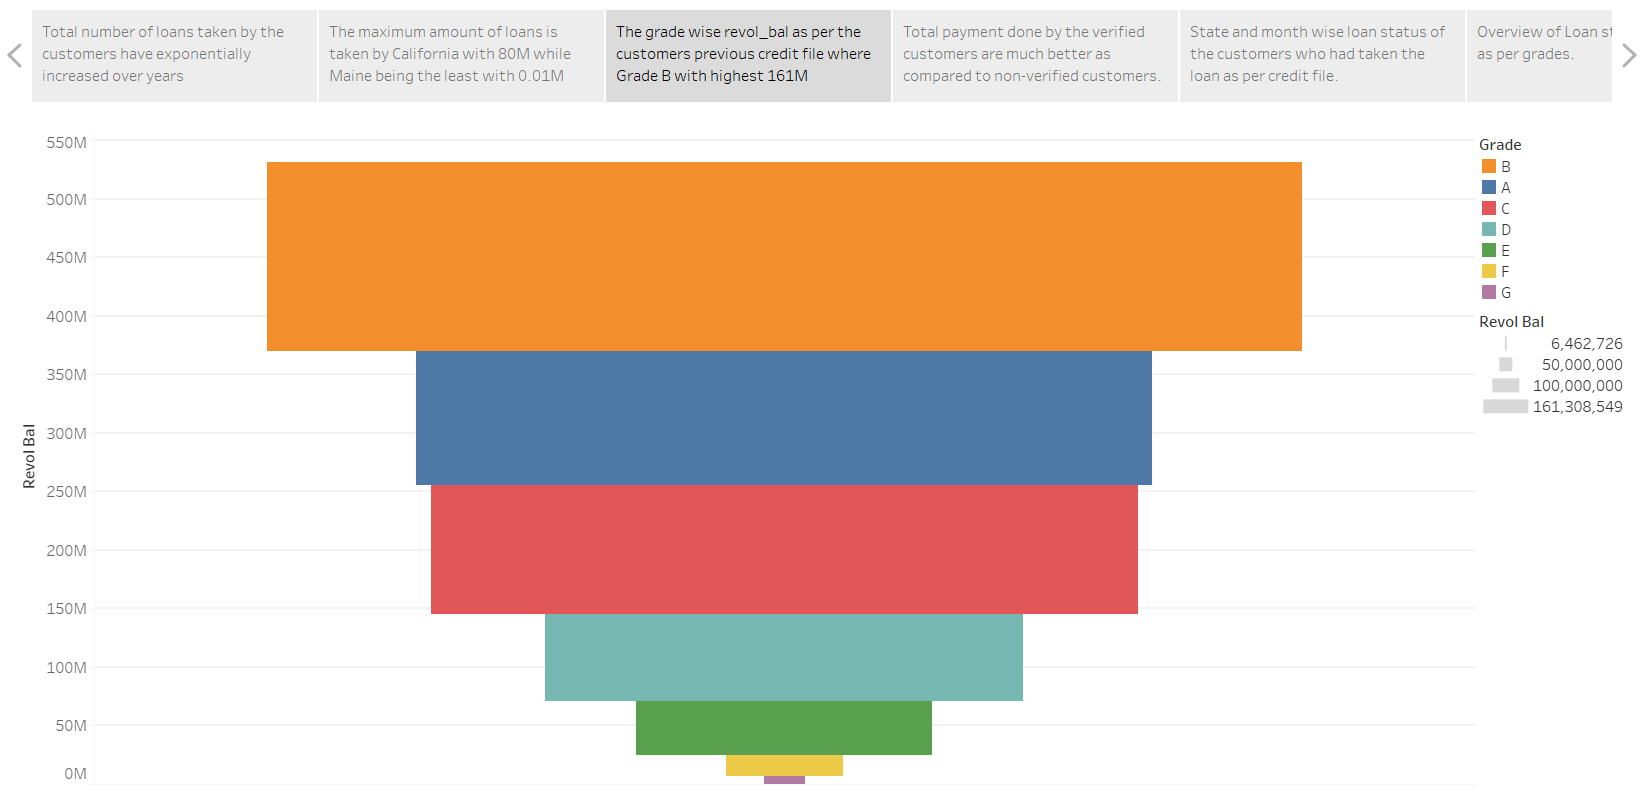 Total number of loans taken by the
customers have exponentially
increased over years
The maximum amount of loans is
taken by California with 80M while
Maine being the least with 0.01M
The grade wise revol_bal as per the
customers previous credit file where
Grade B with highest 161M
Total payment done by the verified
customers are much better as
compared to non-verified customers.
State and month wise loan status of
the customers who had taken the
loan as per credit file.
Overview of Loan st
as per grades.
550M
500M
450M
400M
350M
300M
250M
200M
150M
100M
50M
0M
Revol Bal
Grade
B
A
C
D
E
F
G
Revol Bal
6,462,726
50,000,000
100,000,000
161,308,549